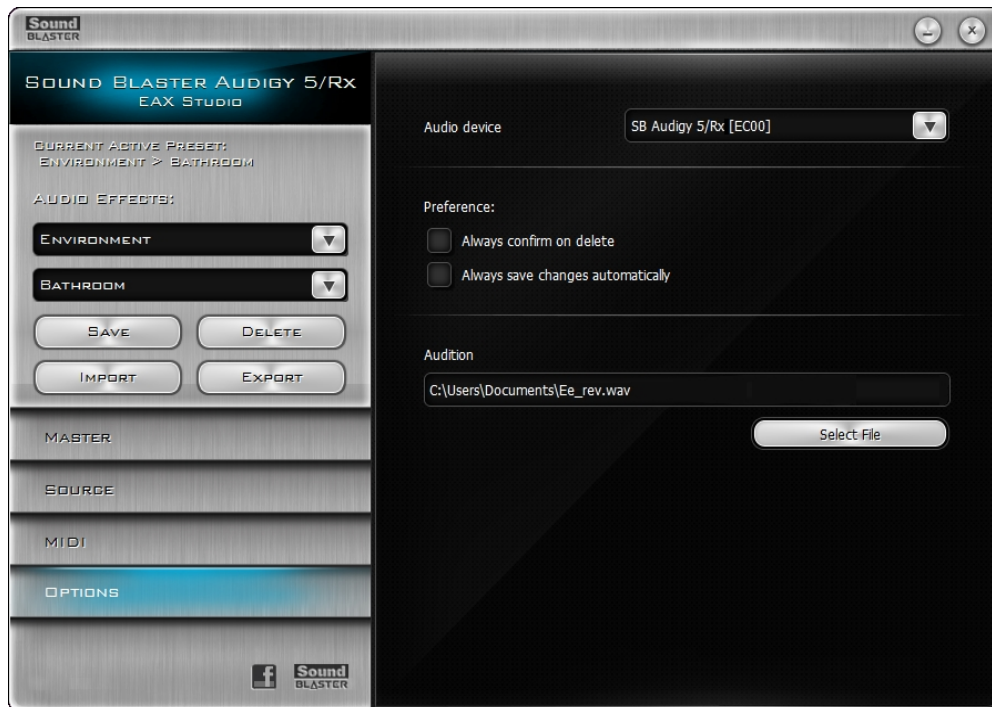 Sound
BLASTER
SOUND BLASTER AUDIGY 5/RX
EAX STUDIO
CURRENT ACTIVE PRESET:
ENVIRONMENT > BATHROOM
AUDIO EFFECTS:
ENVIRONMENT
BATHROOM
SAVE DELETE
IMPORT EXPORT
MASTER
SOURCE
MIDI
OPTIONS
f Sound
BLASTER
Audio device SB Audigy 5/Rx [EC00]
Preference:
Always confirm on delete
Always save changes automatically
Audition
C:\Users\Documents\Ee_rev.wav
Select File